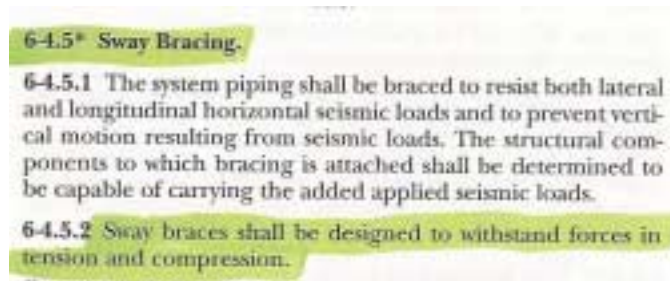 6-4.5* Sway Bracing.
6-4.5.1 The system piping shall be braced to resist both lateral
and longitudinal horizontal seismic loads and to prevent verti-
cal motion resulting from seismic loads. The structural com-
ponents to which bracing is attached shall be determined to
be capable of carrying the added applied seismic loads.
6-4.5.2 Sway braces shall be designed to withstand forces in
tension and compression.